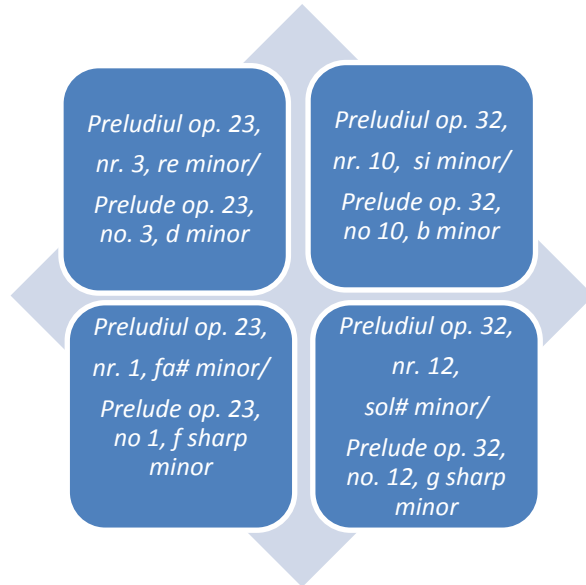 Preludiul op. 23,
nr. 3, re minor/
Prelude op. 23,
no. 3, d minor
Preludiul op. 32,
nr. 10, si minor/
Prelude op. 32,
no 10, b minor
Preludiul op. 23,
nr. 1, fa# minor/
Prelude op. 23,
no 1, f sharp
minor
Preludiul op. 32,
nr. 12,
sol# minor/
Prelude op. 32,
no. 12, g sharp
minor